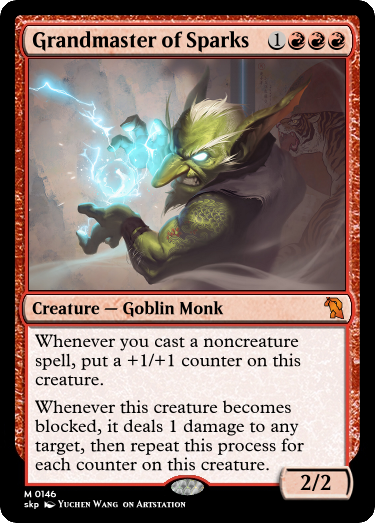 Grandmaster of Sparks 1
Creature — Goblin Monk
Whenever you cast a noncreature
spell, put a +1/+1 counter on this
creature.
Whenever this creature becomes
blocked, it deals 1 damage to any
target, then repeat this process for
each counter on this creature.
2/2
M 0146
skp Yuchen Wang on Artstation